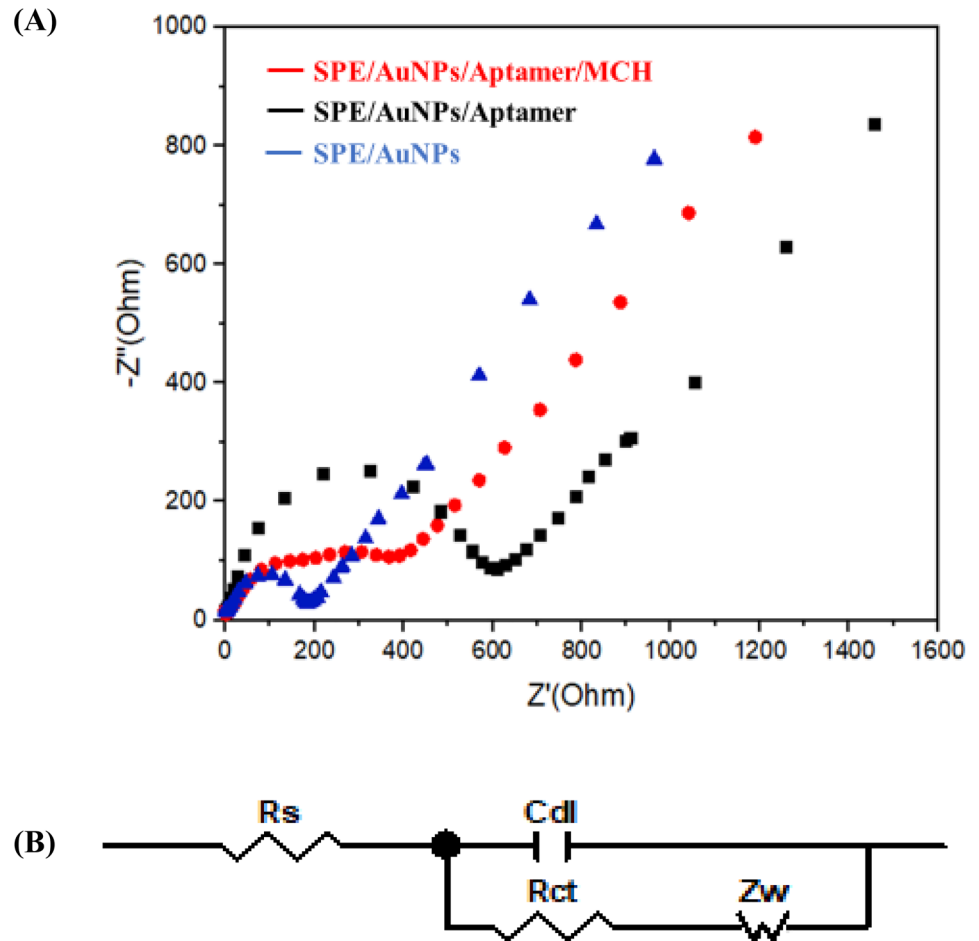 (A)
1000
800
600
400
200
0
-Z"(Ohm)
SPE/AuNPs/Aptamer/MCH
SPE/AuNPs/Aptamer
SPE/AuNPs
0 200 400 600 800 1000 1200 1400 1600
Z'(Ohm)
(B)
Rs
Cdl
Rct
Zw